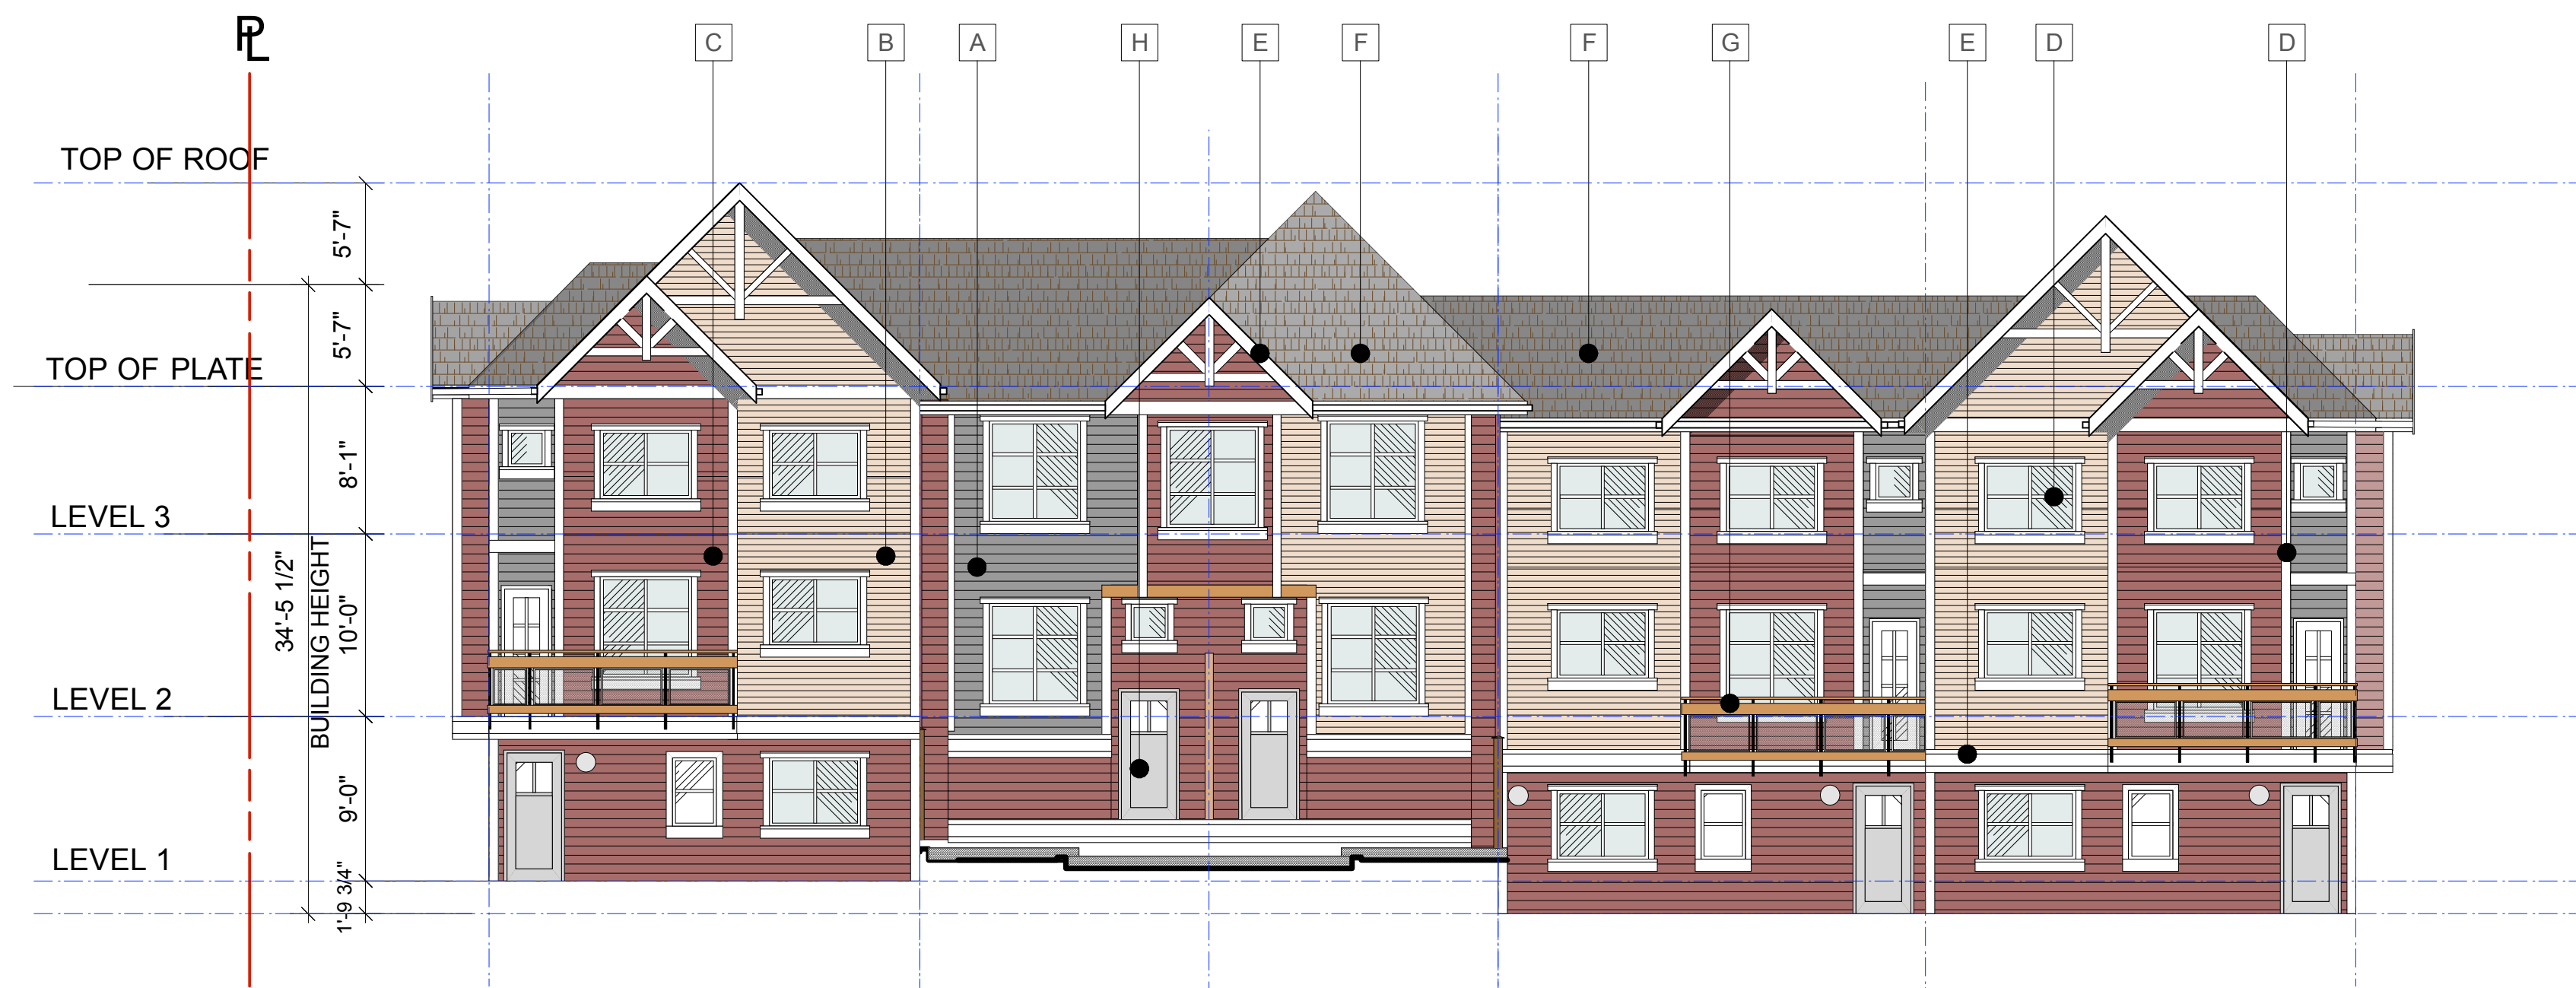 PL
C
B
A
H
E
F
F
G
E
D
D
TOP OF ROOF
5'-7"
5'-7"
TOP OF PLATE
8'-1"
LEVEL 3
34'-5 1/2"
BUILDING HEIGHT
10'-0"
LEVEL 2
9'-0"
LEVEL 1
1'-9 3/4"